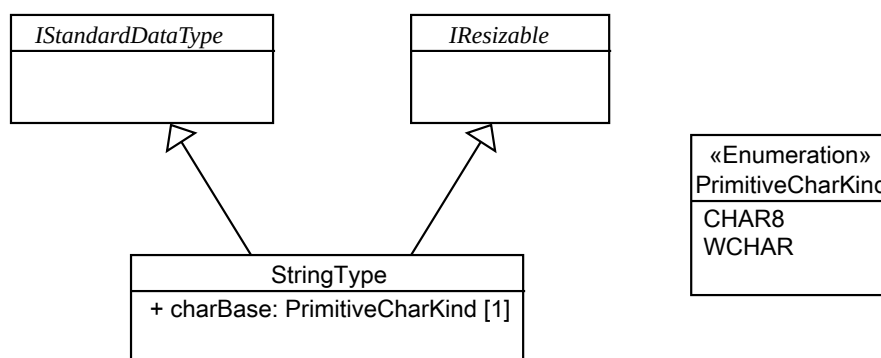 IStandardDataType
IResizable
«Enumeration»
PrimitiveCharKind
CHAR8
WCHAR
StringType
+ charBase: PrimitiveCharKind [1]